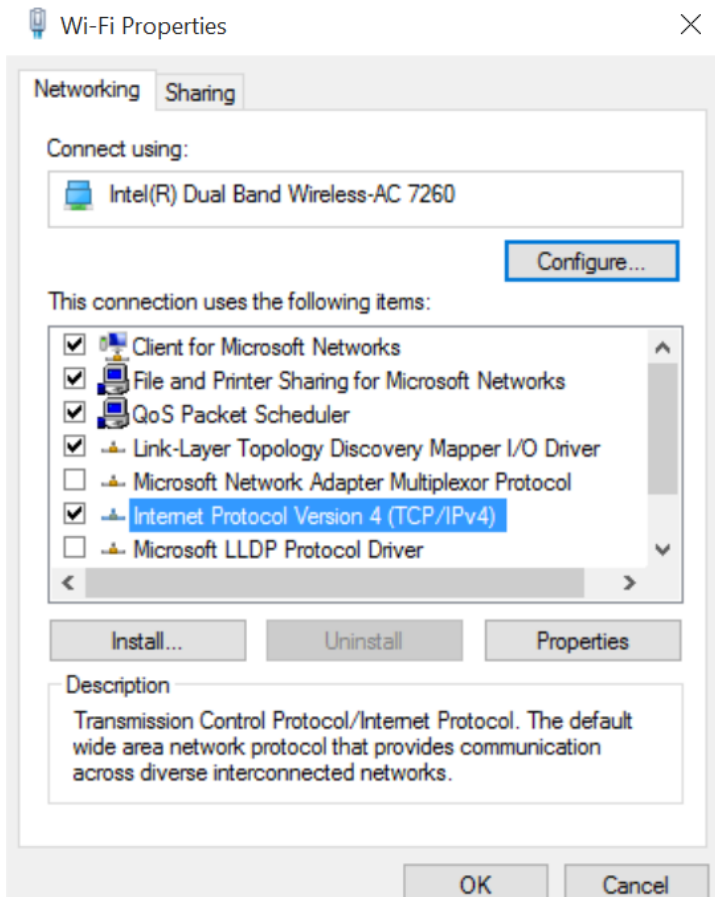 Wi-Fi Properties
Networking
Sharing
Connect using:
Intel(R) Dual Band Wireless-AC 7260
Configure...
This connection uses the following items:
Client for Microsoft Networks
File and Printer Sharing for Microsoft Networks
QoS Packet Scheduler
Link-Layer Topology Discovery Mapper I/O Driver
Microsoft Network Adapter Multiplexor Protocol
Internet Protocol Version 4 (TCP/IPv4)
Microsoft LLDP Protocol Driver
Install...
Uninstall
Properties
Description
Transmission Control Protocol/Internet Protocol. The default
wide area network protocol that provides communication
across diverse interconnected networks.
OK
Cancel